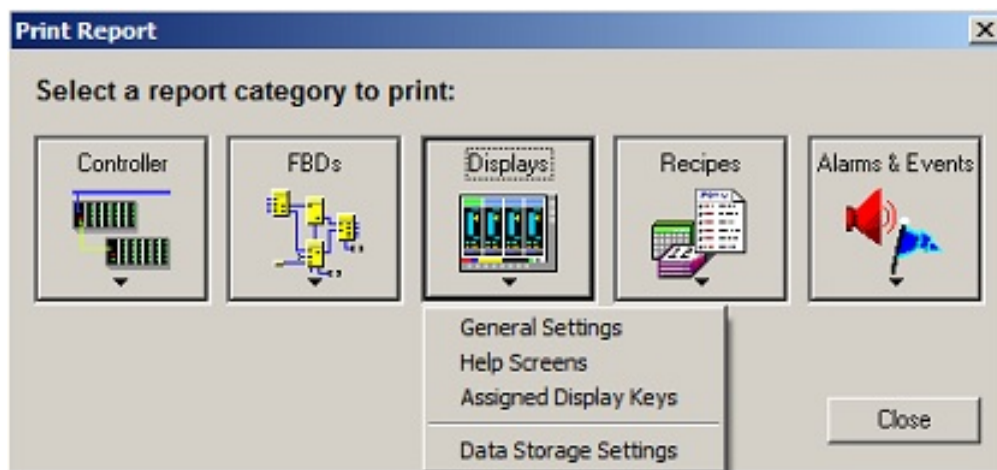 Print Report
Select a report category to print:
Controller
FBDs
Displays
Recipes
Alarms & Events
General Settings
Help Screens
Assigned Display Keys
Data Storage Settings
Close